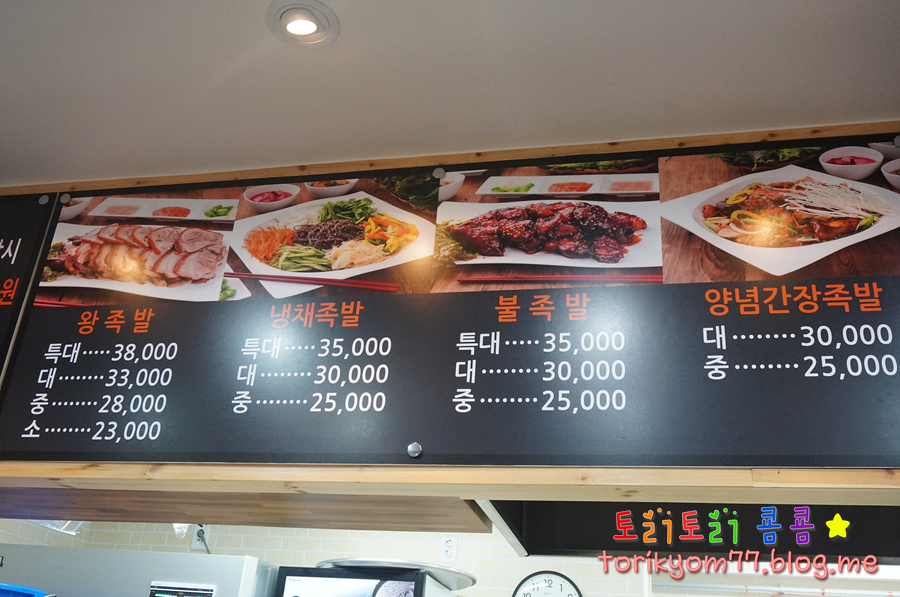 시
원
왕족발
특대·····38,000
대········33,000
중········28,000
소········23,000
냉채족발
특대·····35,000
대········30,000
중········25,000
불족발
특대·····35,000
대········30,000
중········25,000
양념간장족발
대········30,000
중········25,000
토리토리 콤콤
torikyom77.blog.me